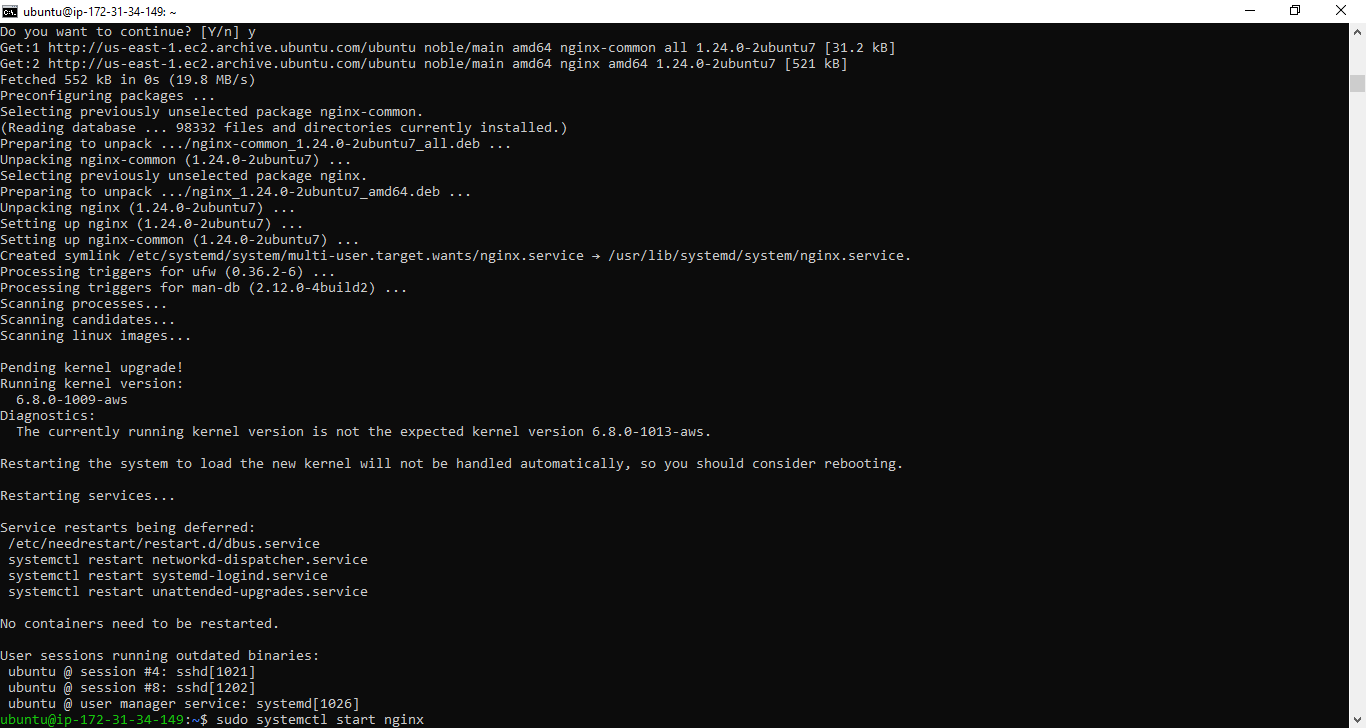 ubuntu@ip-172-31-34-149: ~
Do you want to continue? [Y/n] y
Get:1 http://us-east-1.ec2.archive.ubuntu.com/ubuntu noble/main amd64 nginx-common all 1.24.0-2ubuntu7 [31.2 kB]
Get:2 http://us-east-1.ec2.archive.ubuntu.com/ubuntu noble/main amd64 nginx amd64 1.24.0-2ubuntu7 [521 kB]
Fetched 552 kB in 0s (19.8 MB/s)
Preconfiguring packages ...
Selecting previously unselected package nginx-common.
(Reading database ... 98332 files and directories currently installed.)
Preparing to unpack .../nginx-common_1.24.0-2ubuntu7_all.deb ...
Unpacking nginx-common (1.24.0-2ubuntu7) ...
Selecting previously unselected package nginx.
Preparing to unpack .../nginx_1.24.0-2ubuntu7_amd64.deb ...
Unpacking nginx (1.24.0-2ubuntu7) ...
Setting up nginx (1.24.0-2ubuntu7) ...
Setting up nginx-common (1.24.0-2ubuntu7) ...
Created symlink /etc/systemd/system/multi-user.target.wants/nginx.service → /usr/lib/systemd/system/nginx.service.
Processing triggers for ufw (0.36.2-6) ...
Processing triggers for man-db (2.12.0-4build2) ...
Scanning processes...
Scanning candidates...
Scanning linux images...
Pending kernel upgrade!
Running kernel version:
  6.8.0-1009-aws
Diagnostics:
  The currently running kernel version is not the expected kernel version 6.8.0-1013-aws.
Restarting the system to load the new kernel will not be handled automatically, so you should consider rebooting.
Restarting services...
Service restarts being deferred:
 /etc/needrestart/restart.d/dbus.service
 systemctl restart networkd-dispatcher.service
 systemctl restart systemd-logind.service
 systemctl restart unattended-upgrades.service
No containers need to be restarted.
User sessions running outdated binaries:
 ubuntu @ session #4: sshd[1021]
 ubuntu @ session #8: sshd[1202]
 ubuntu @ user manager service: systemd[1026]
ubuntu@ip-172-31-34-149:~$ sudo systemctl start nginx